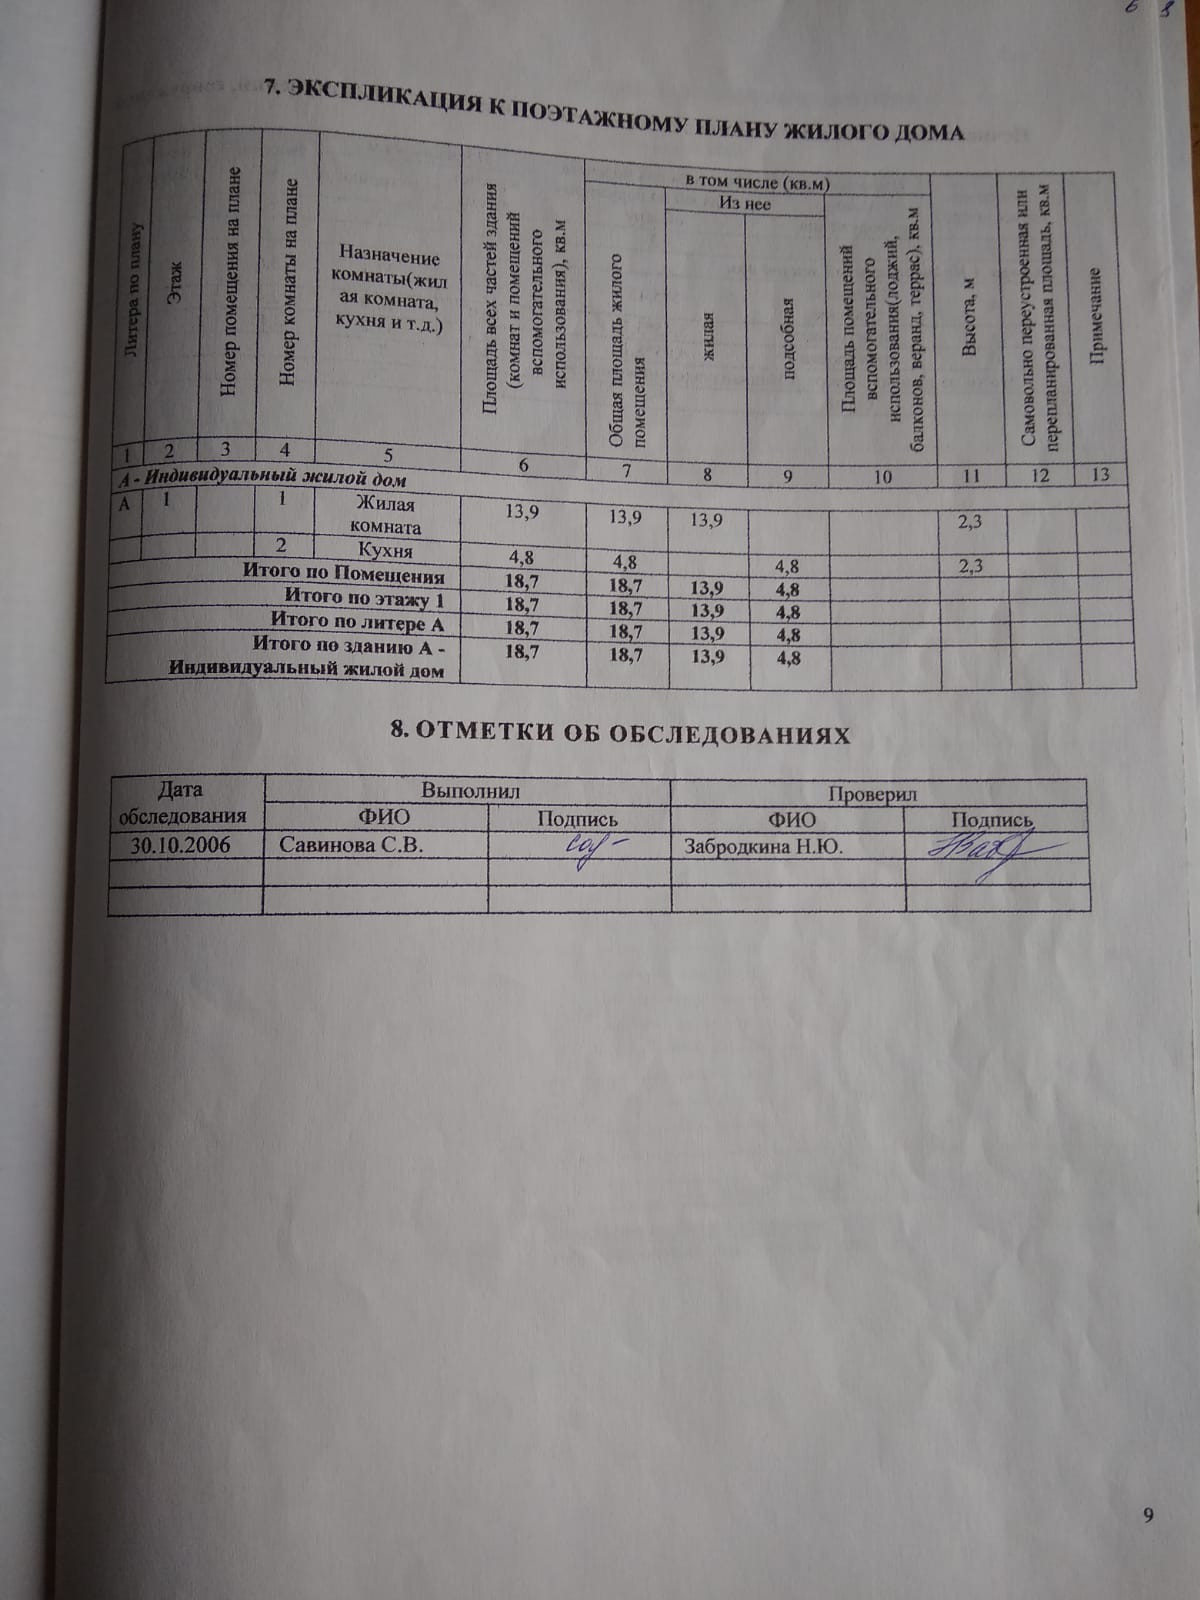 7. ЭКСПЛИКАЦИЯ К ПОЭТАЖНОМУ ПЛАНУ ЖИЛОГО ДОМА
Литера по плану
Этаж
Номер помещения на плане
Номер комнаты на плане
Назначение
комнаты(жил
ая комната,
кухня и т.д.)
Площадь всех частей здания
(комнат и помещений
вспомогательного
использования), кв.м
в том числе (кв.м)
Общая площадь жилого
помещения
Из нее
жилая
подсобная
Площадь помещений
вспомогательного
использования(лоджий,
балконов, веранд, террас), кв.м
Высота, м
Самовольно переустроенная или
перепланированная площадь, кв.м
Примечание
1 2 3 4 5 6 7 8 9 10 11 12 13
А - Индивидуальный жилой дом
А 1 1 Жилая 13,9 13,9 13,9 2,3
комната
2 Кухня 4,8 4,8 4,8 2,3
Итого по Помещения 18,7 18,7 13,9 4,8
Итого по этажу 1 18,7 18,7 13,9 4,8
Итого по литере А 18,7 18,7 13,9 4,8
Итого по зданию А - 18,7 18,7 13,9 4,8
Индивидуальный жилой дом
8. ОТМЕТКИ ОБ ОБСЛЕДОВАНИЯХ
Дата Выполнил Проверил
обследования ФИО Подпись ФИО Подпись
30.10.2006 Савинова С.В. Забродкина Н.Ю.
9